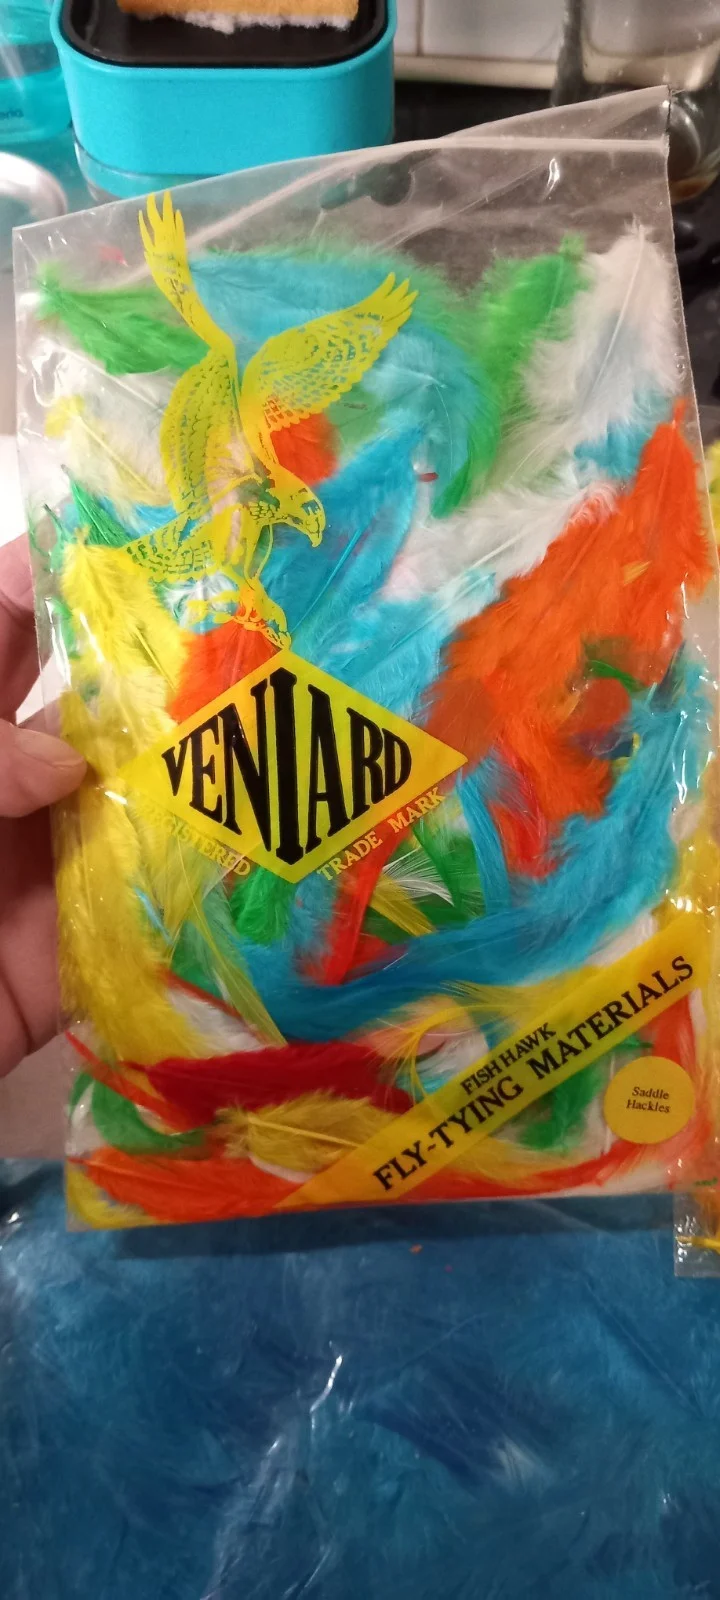 VENIARD
REGISTERED TRADE MARK
FISH HAWK
FLY-TYING MATERIALS
Saddle
Hackles